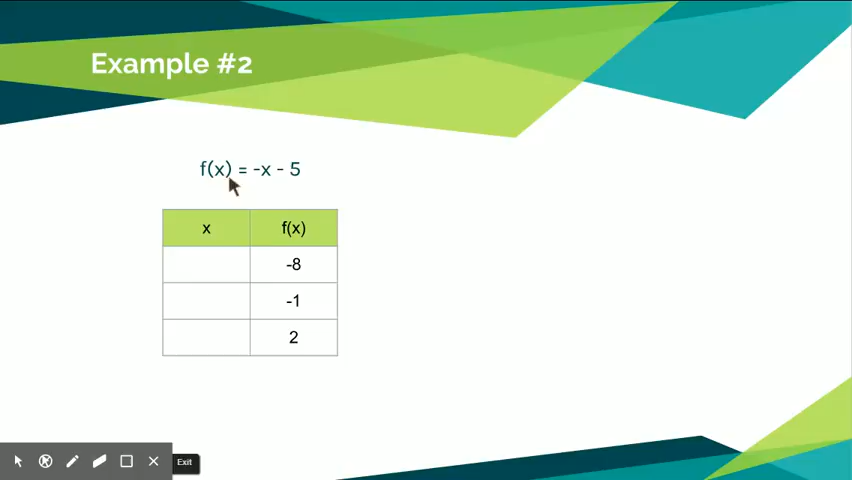 Example #2
f(x) = -x - 5
x f(x)
-8
-1
2
Exit